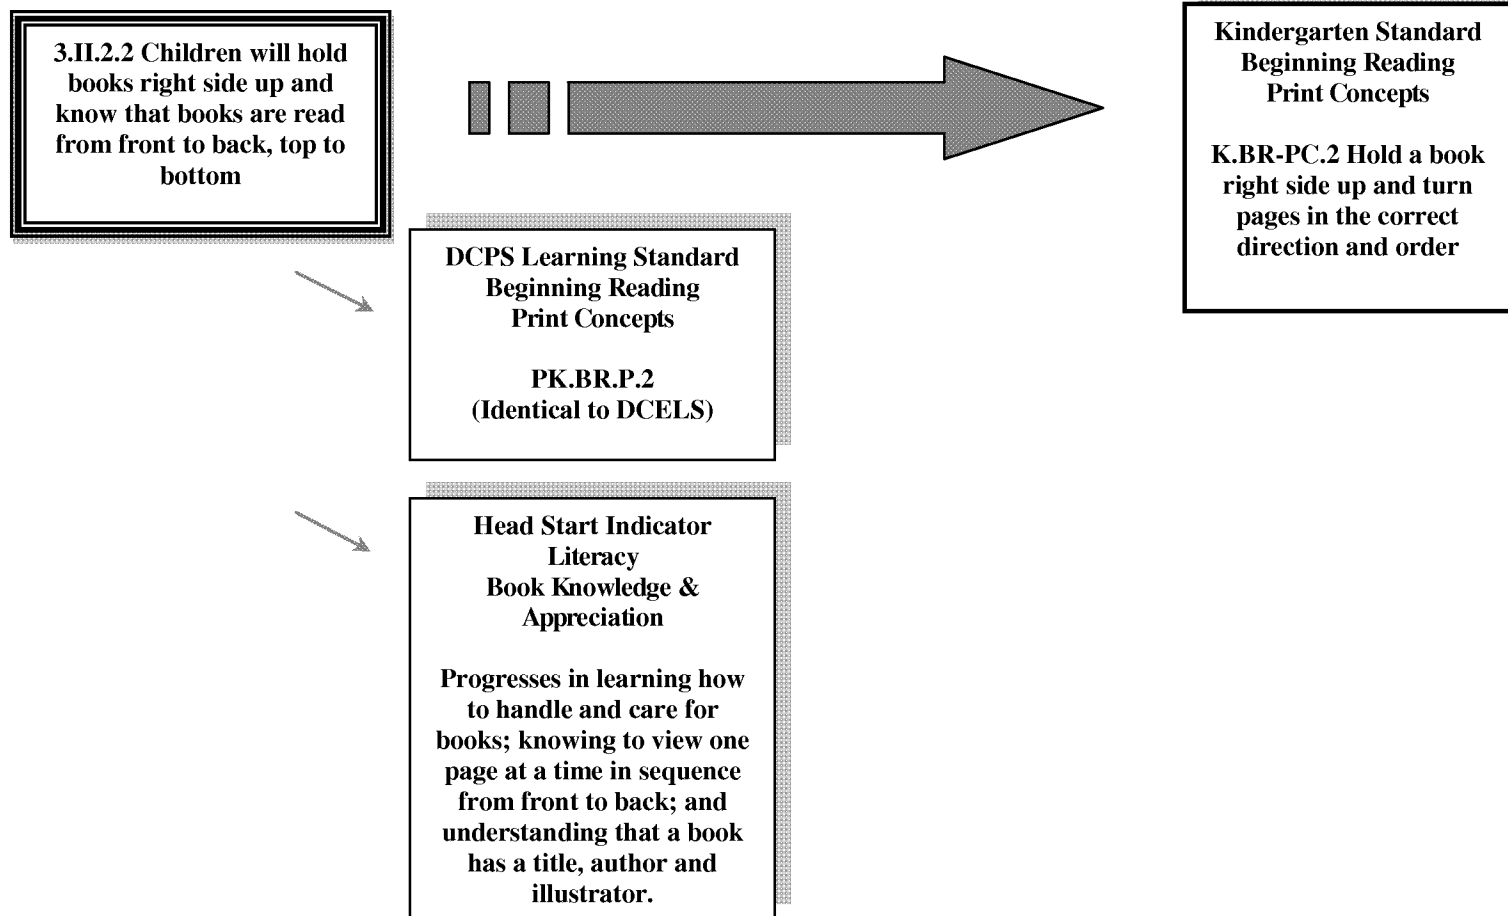 3.II.2.2 Children will hold
books right side up and
know that books are read
from front to back, top to
bottom
Kindergarten Standard
Beginning Reading
Print Concepts
K.BR-PC.2 Hold a book
right side up and turn
pages in the correct
direction and order
DCPS Learning Standard
Beginning Reading
Print Concepts
PK.BR.P.2
(Identical to DCELS)
Head Start Indicator
Literacy
Book Knowledge &
Appreciation
Progresses in learning how
to handle and care for
books; knowing to view one
page at a time in sequence
from front to back; and
understanding that a book
has a title, author and
illustrator.